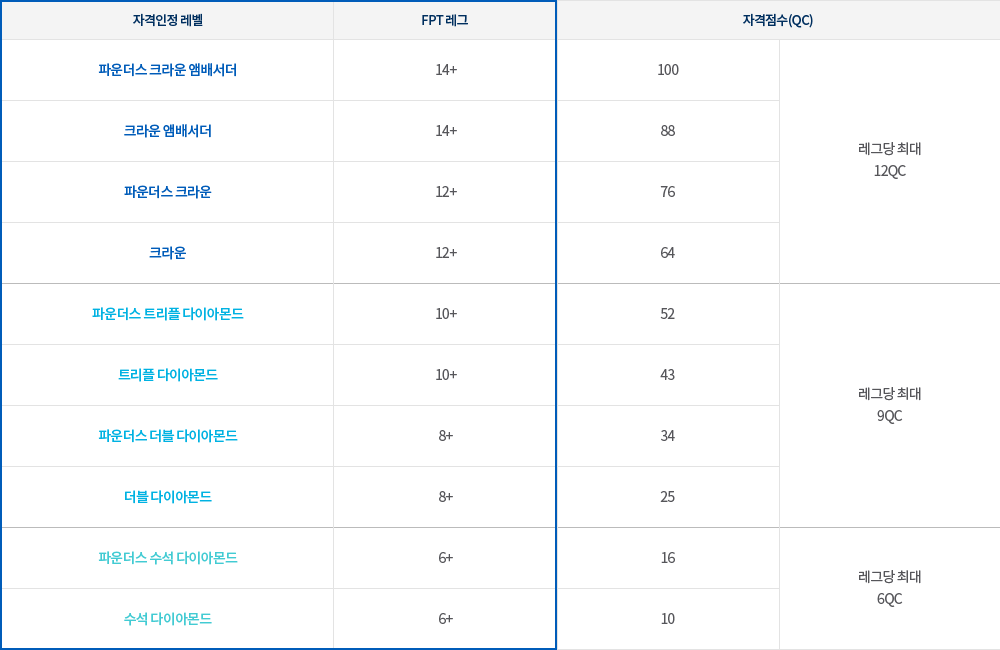 자격인정 레벨 FPT 레그 자격점수(QC)
파운더스 크라운 앰배서더 14+ 100
크라운 앰배서더 14+ 88
레그당 최대
12QC
파운더스 크라운 12+ 76
크라운 12+ 64
파운더스 트리플 다이아몬드 10+ 52
트리플 다이아몬드 10+ 43
레그당 최대
9QC
파운더스 더블 다이아몬드 8+ 34
더블 다이아몬드 8+ 25
파운더스 수석 다이아몬드 6+ 16
레그당 최대
6QC
수석 다이아몬드 6+ 10